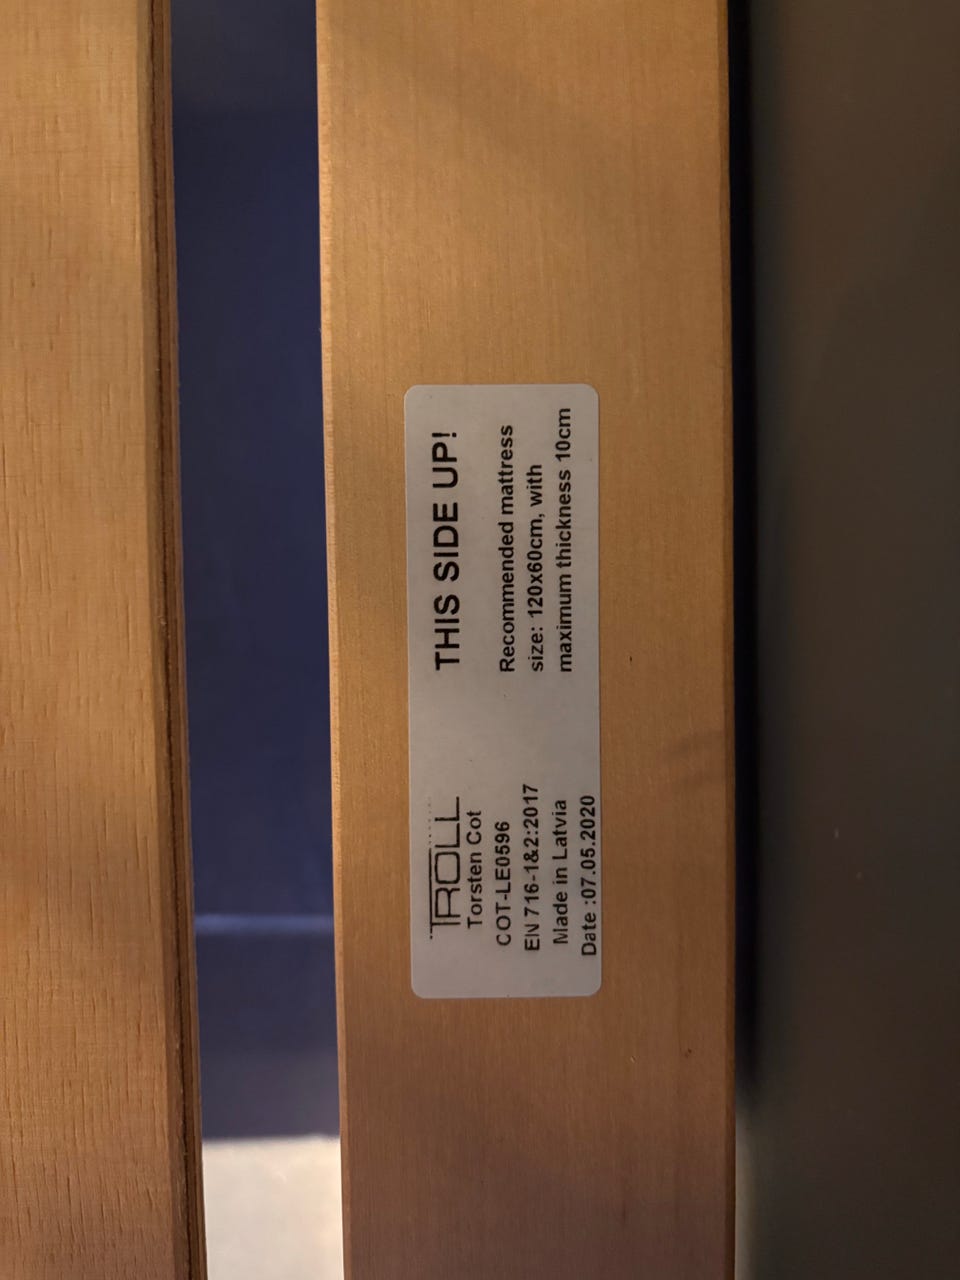 TROLL
Torsten Cot
COT-LE0596
EN 716-1&2:2017
Made in Latvia
Date :07.05.2020
THIS SIDE UP!
Recommended mattress
size: 120x60cm, with
maximum thickness 10cm